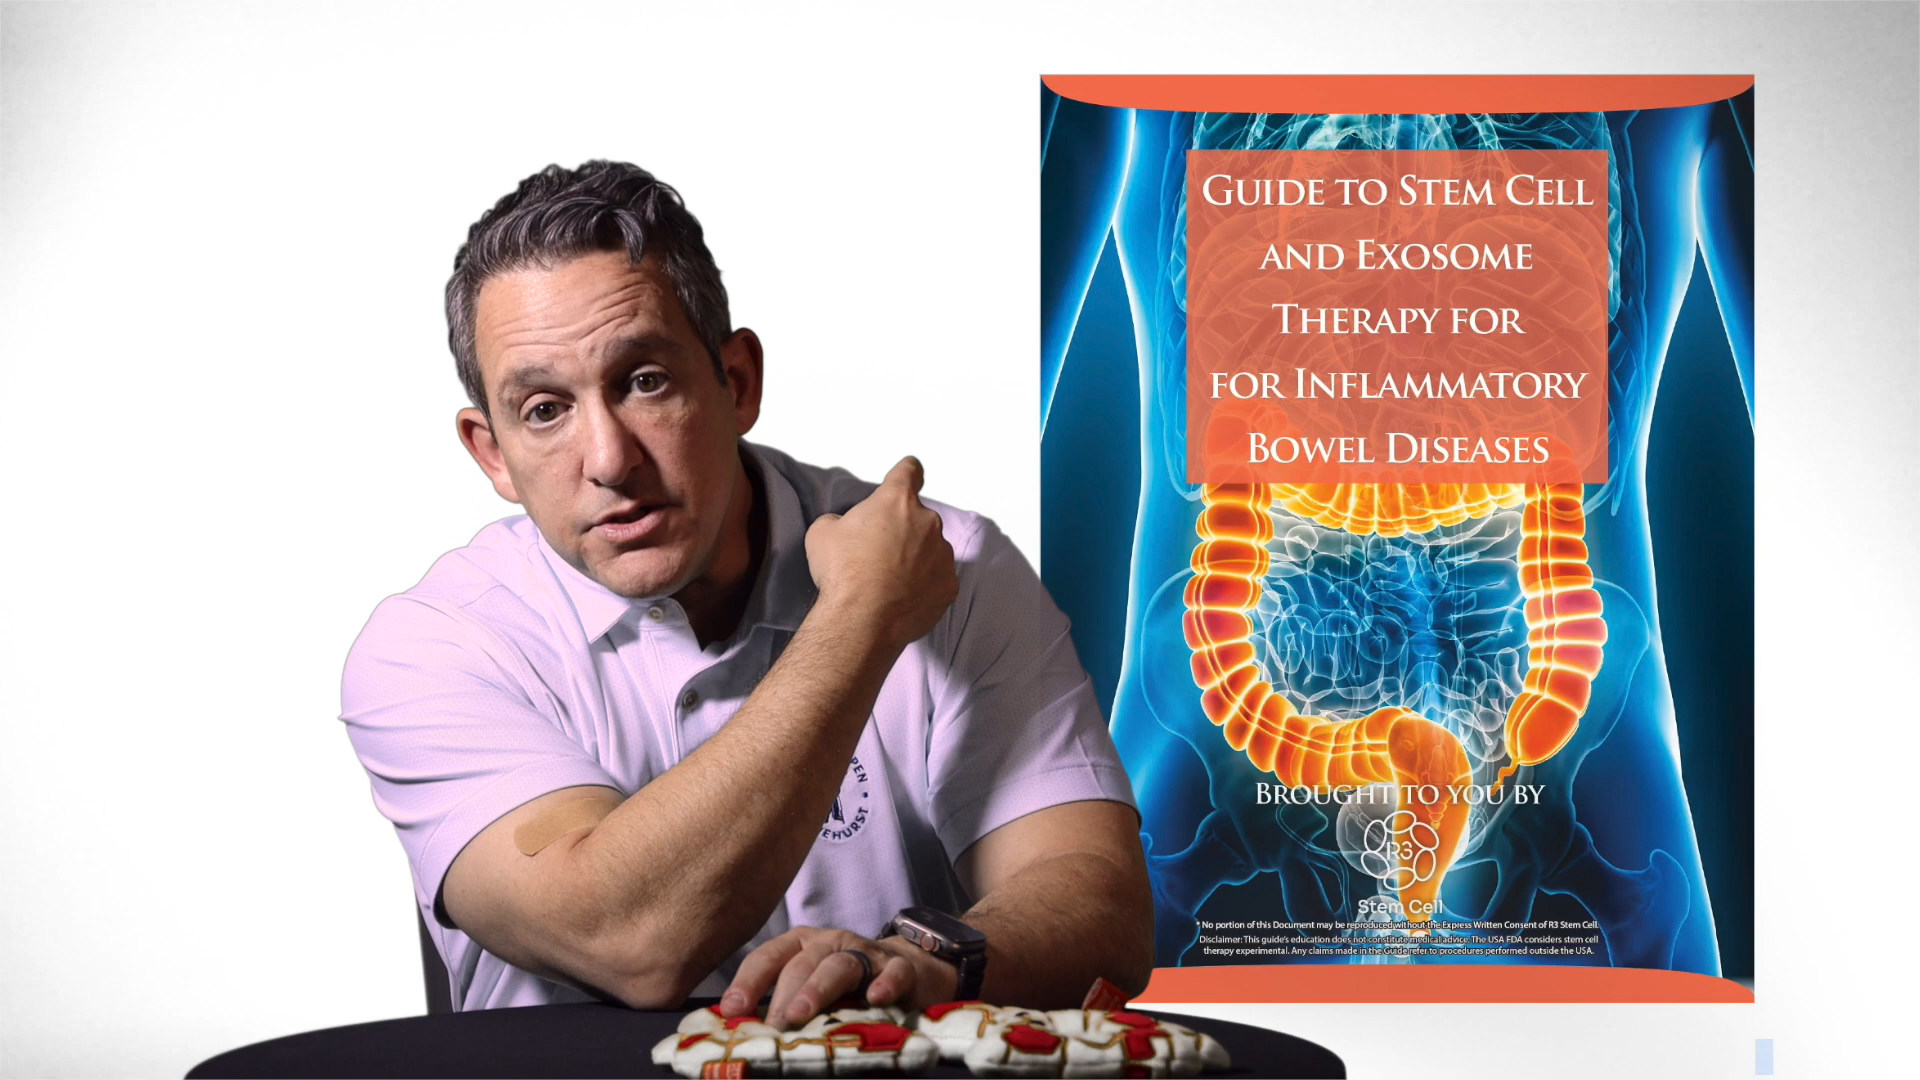 GUIDE TO STEM CELL
AND EXOSOME
THERAPY FOR
FOR INFLAMMATORY
BOWEL DISEASES
BROUGHT TO YOU BY
R3
Stem Cell
* No portion of this Document may be reproduced without the Express Written Consent of R3 Stem Cell.
Disclaimer: This guide's education does not constitute medical advice. The USA FDA considers stem cell
therapy experimental. Any claims made in the Guide refer to procedures performed outside the USA.